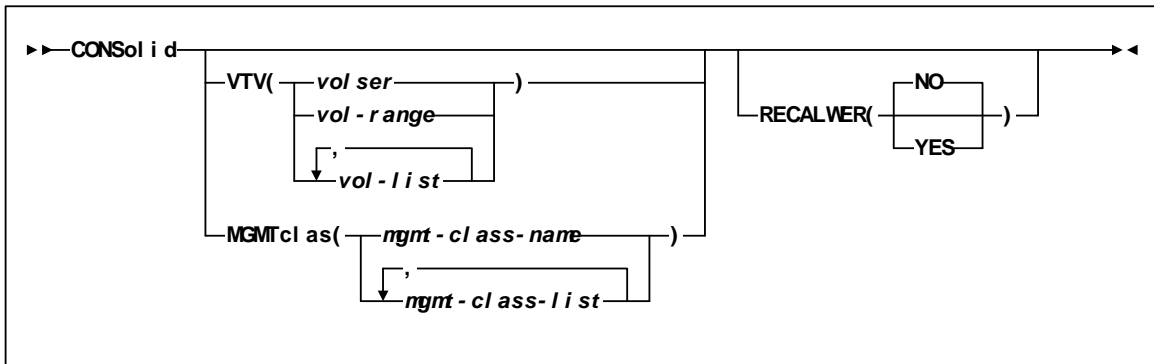 CONSolid
VTV( volser )
vol-range
,
vol-list
MGMTclas( mgmt-class-name )
,
mgmt-class-list
NO
RECALWER( )
YES